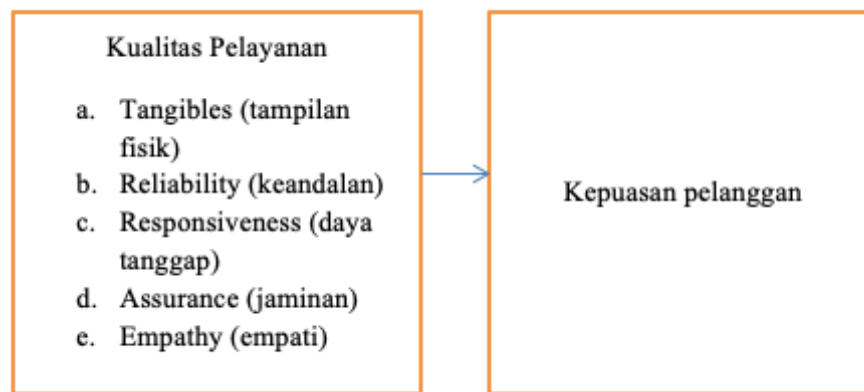 Kualitas Pelayanan
a. Tangibles (tampilan
fisik)
b. Reliability (keandalan)
c. Responsiveness (daya
tanggap)
d. Assurance (jaminan)
e. Empathy (empati)
Kepuasan pelanggan